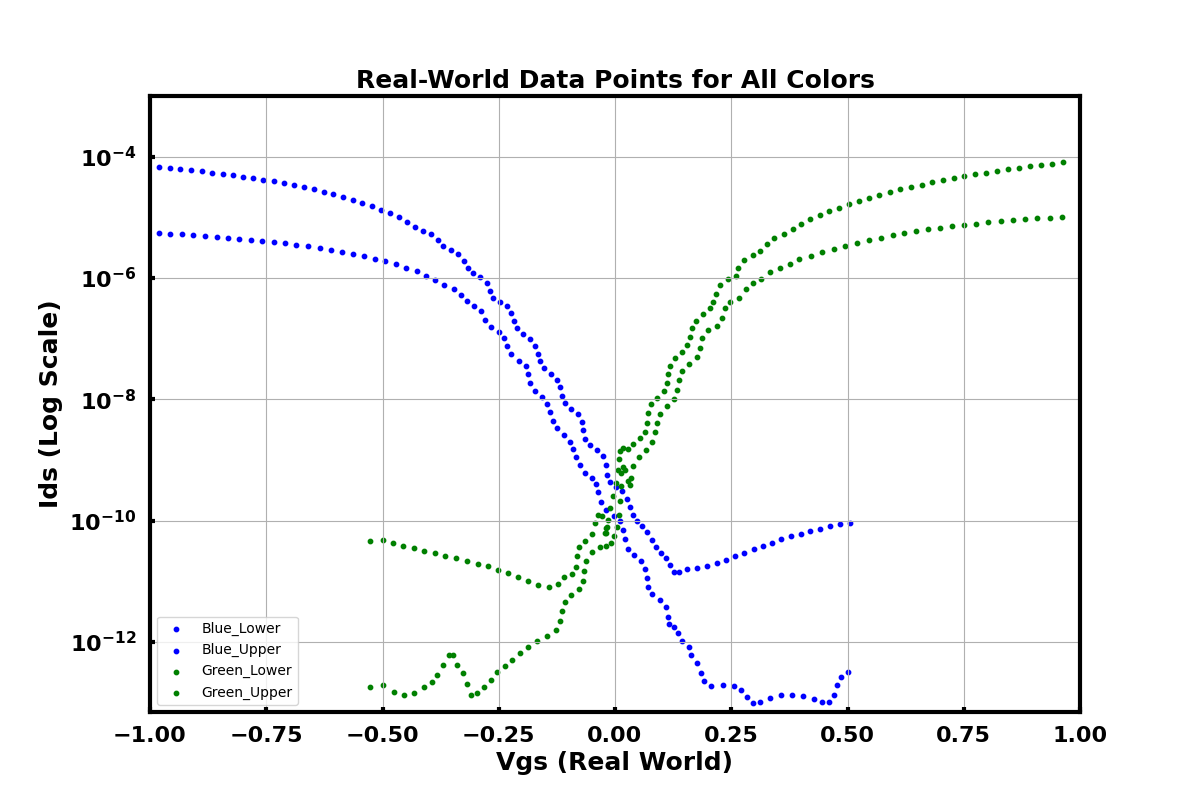 Real-World Data Points for All Colors
Ids (Log Scale)
10⁻⁴
10⁻⁶
10⁻⁸
10⁻¹⁰
10⁻¹²
Blue_Lower
Blue_Upper
Green_Lower
Green_Upper
−1.00 −0.75 −0.50 −0.25 0.00 0.25 0.50 0.75 1.00
Vgs (Real World)